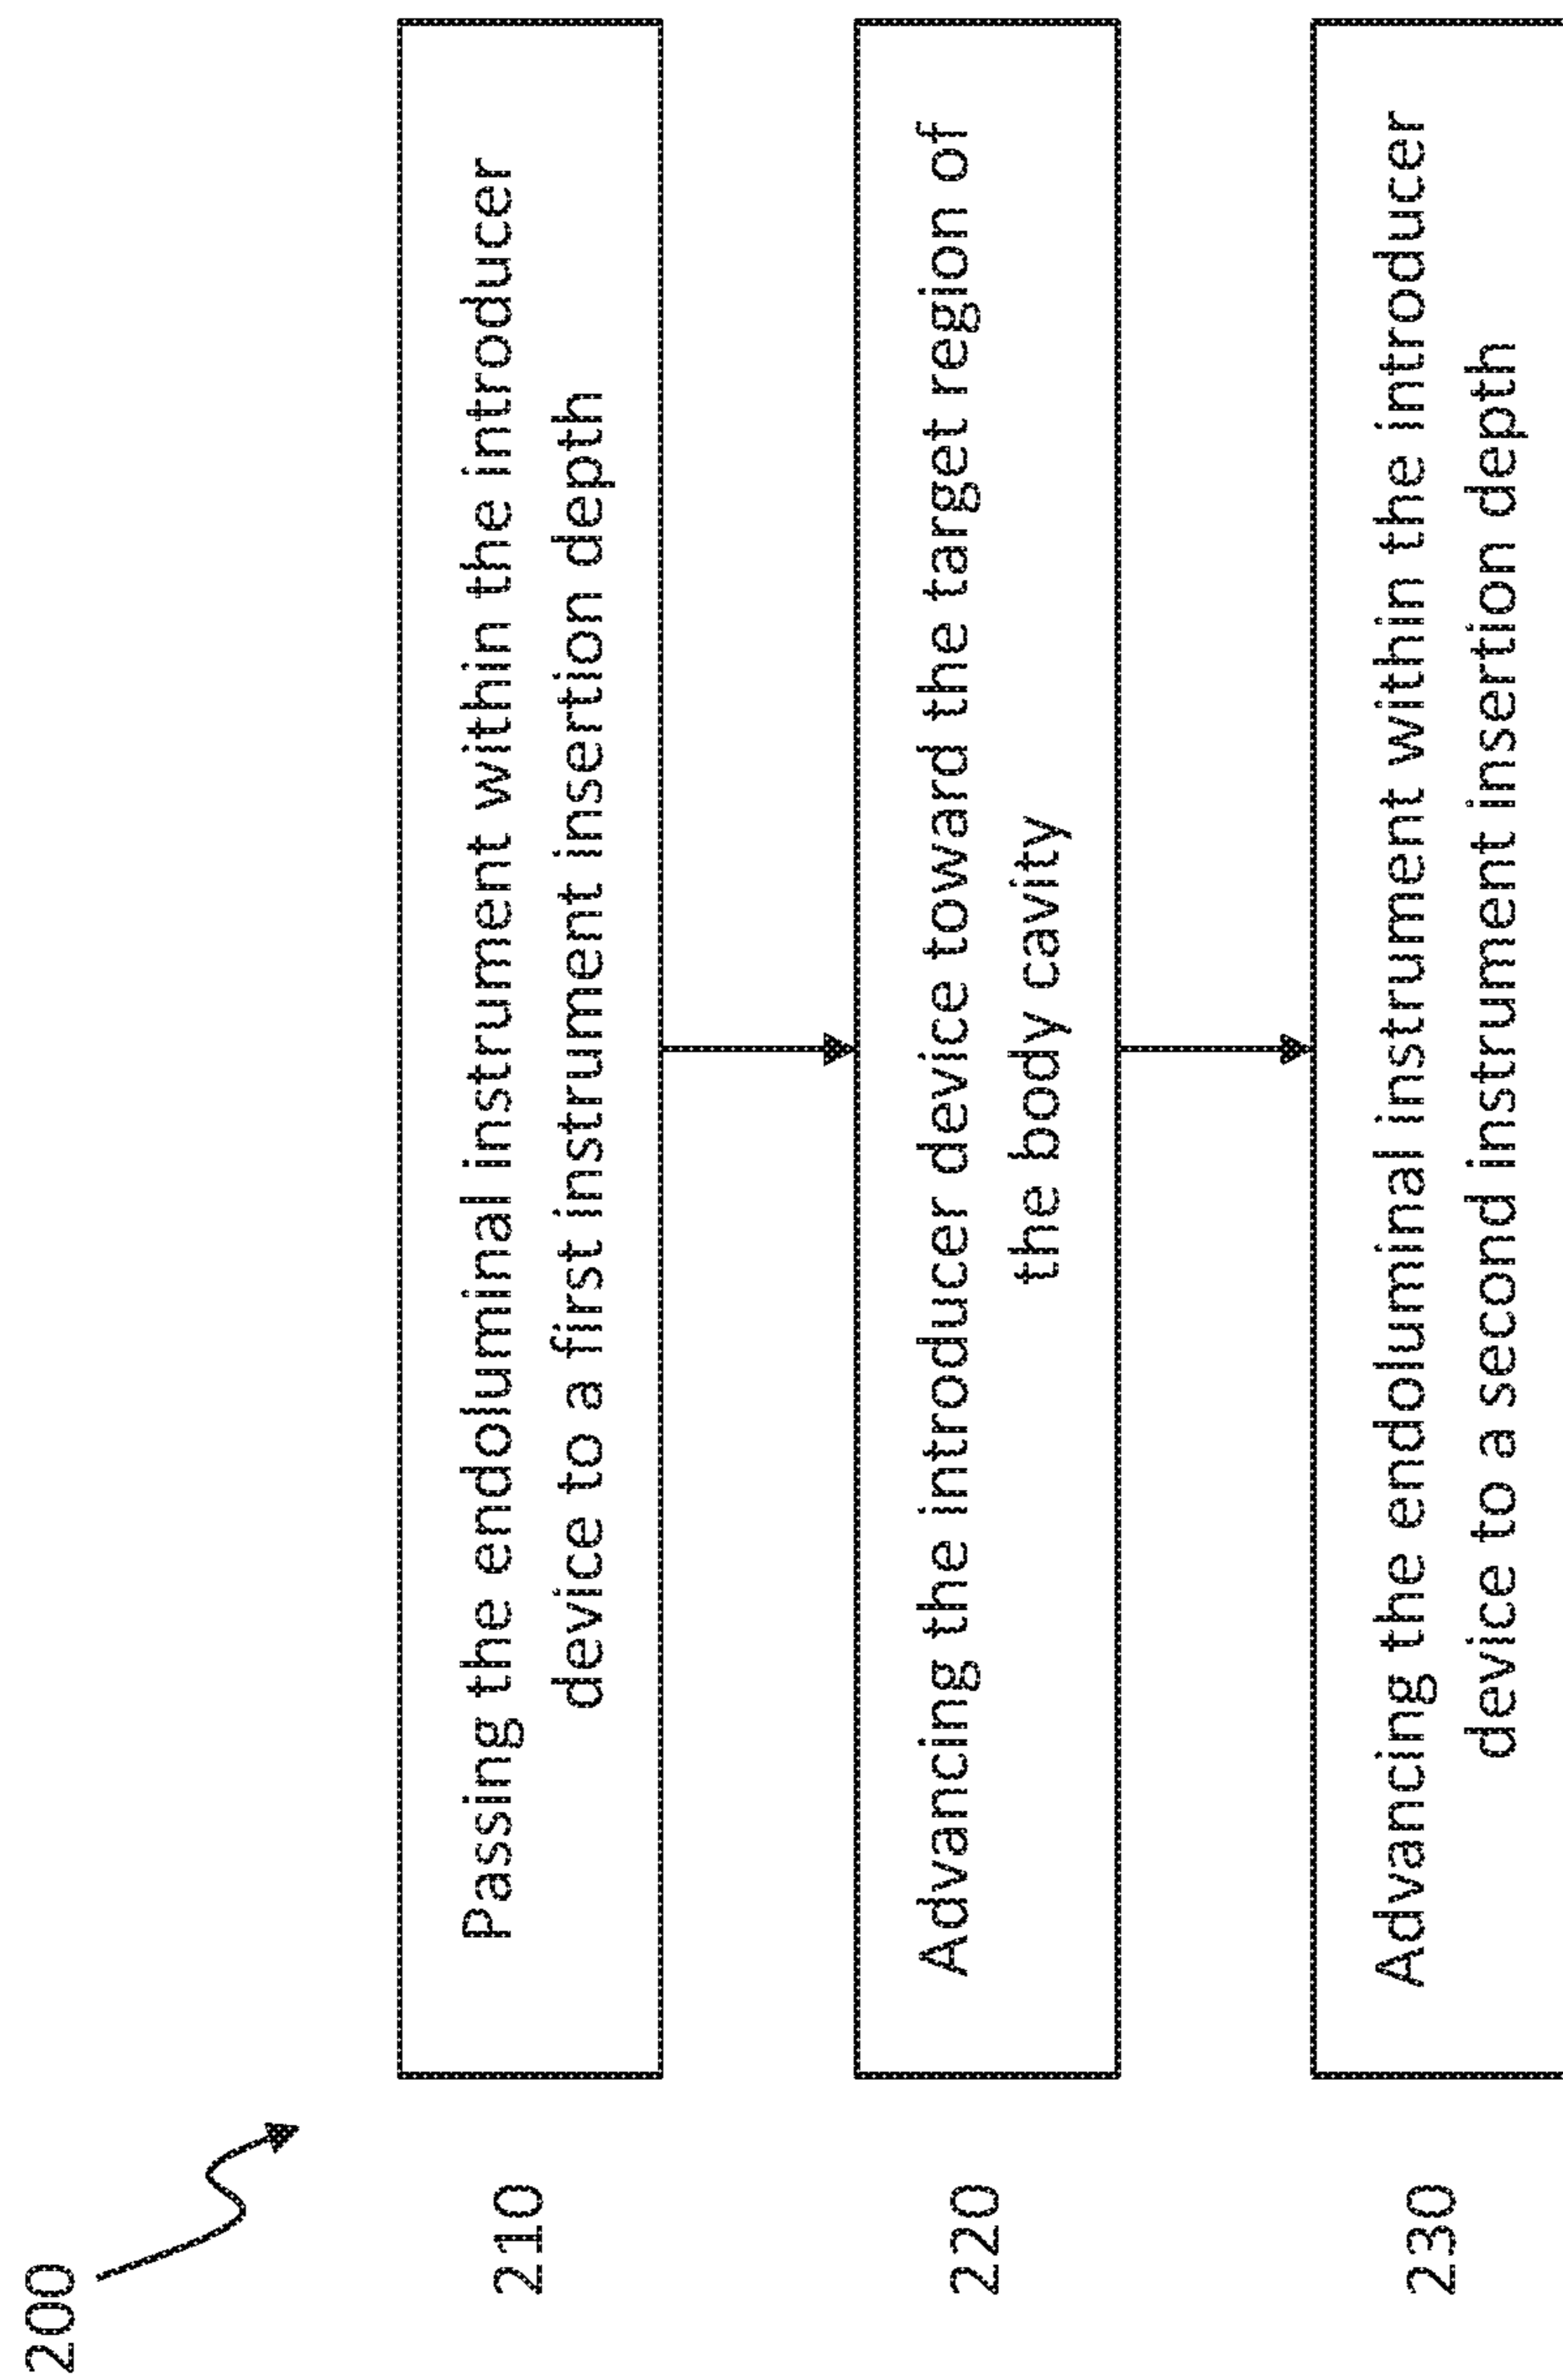 200
210
Passing the endoluminal instrument within the introducer
device to a first instrument insertion depth
220
Advancing the introducer device toward the target region of
the body cavity
230
Advancing the endoluminal instrument within the introducer
device to a second instrument insertion depth